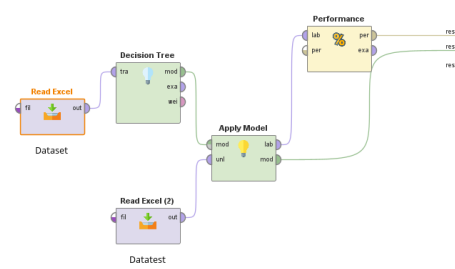 Performance
lab per res
per exa res
res
Decision Tree
tra mod
exa
wei
Read Excel
fil out
Dataset
Apply Model
mod lab
unl mod
Read Excel (2)
fil out
Datatest